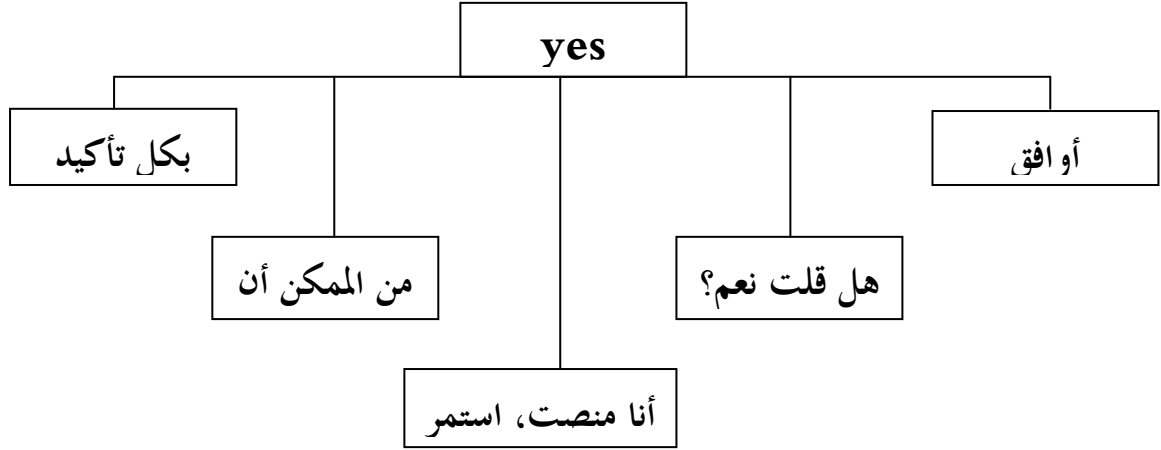 yes
أوافق
بكل تأكيد
هل قلت نعم؟
من الممكن أن
أنا منصت، استمر